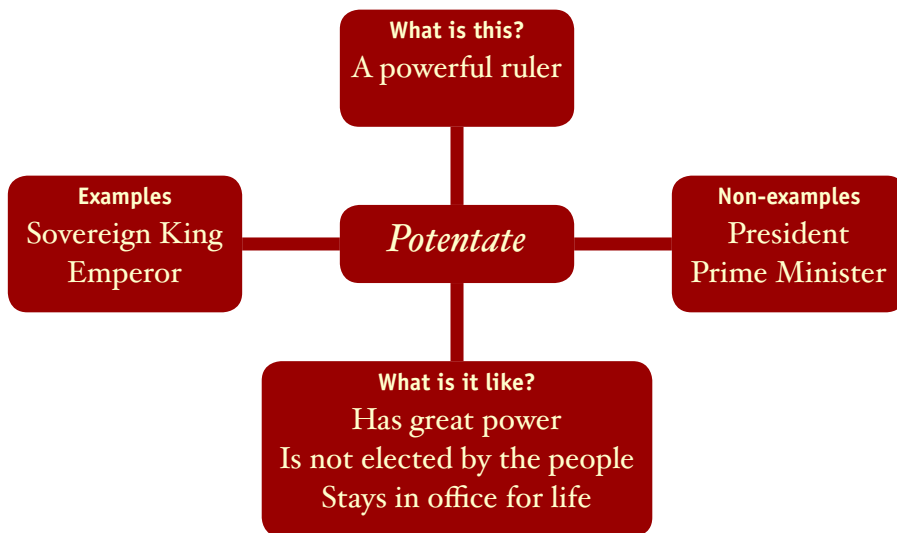 What is this?
A powerful ruler
Examples
Sovereign King
Emperor
Potentate
Non-examples
President
Prime Minister
What is it like?
Has great power
Is not elected by the people
Stays in office for life